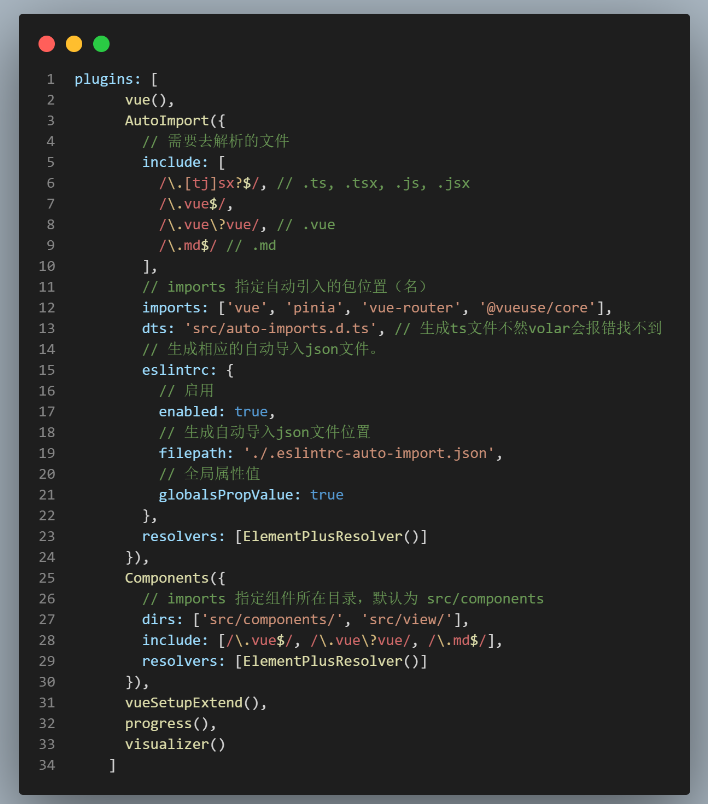 1 plugins: [
2 vue(),
3 AutoImport({
4 // 需要去解析的文件
5 include: [
6 /\.[tj]sx?$/, // .ts, .tsx, .js, .jsx
7 /\.vue$/,
8 /\.vue\?vue/, // .vue
9 /\.md$/ // .md
10 ],
11 // imports 指定自动引入的包位置（名）
12 imports: ['vue', 'pinia', 'vue-router', '@vueuse/core'],
13 dts: 'src/auto-imports.d.ts', // 生成ts文件不然volar会报错找不到
14 // 生成相应的自动导入json文件。
15 eslintrc: {
16 // 启用
17 enabled: true,
18 // 生成自动导入json文件位置
19 filepath: './.eslintrc-auto-import.json',
20 // 全局属性值
21 globalsPropValue: true
22 },
23 resolvers: [ElementPlusResolver()]
24 }),
25 Components({
26 // imports 指定组件所在目录，默认为 src/components
27 dirs: ['src/components/', 'src/view/'],
28 include: [/\.vue$/, /\.vue\?vue/, /\.md$/],
29 resolvers: [ElementPlusResolver()]
30 }),
31 vueSetupExtend(),
32 progress(),
33 visualizer()
34 ]